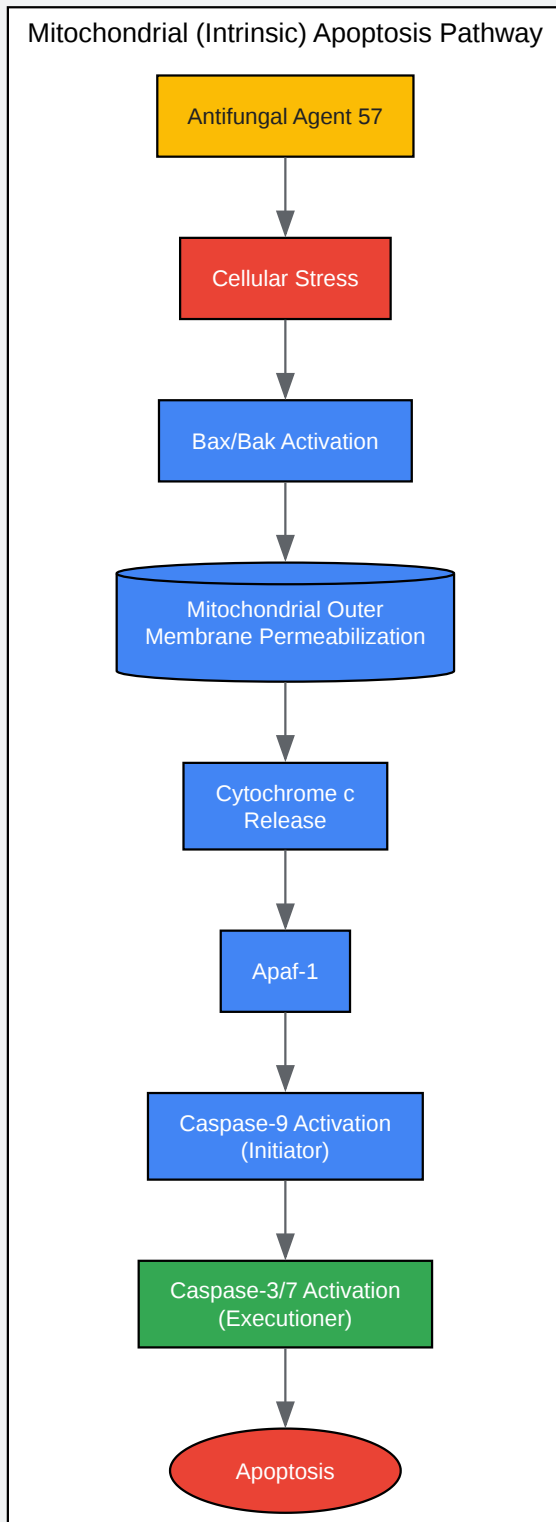 Mitochondrial (Intrinsic) Apoptosis Pathway
Antifungal Agent 57
Cellular Stress
Bax/Bak Activation
Mitochondrial Outer
Membrane Permeabilization
Cytochrome c
Release
Apaf-1
Caspase-9 Activation
(Initiator)
Caspase-3/7 Activation
(Executioner)
Apoptosis